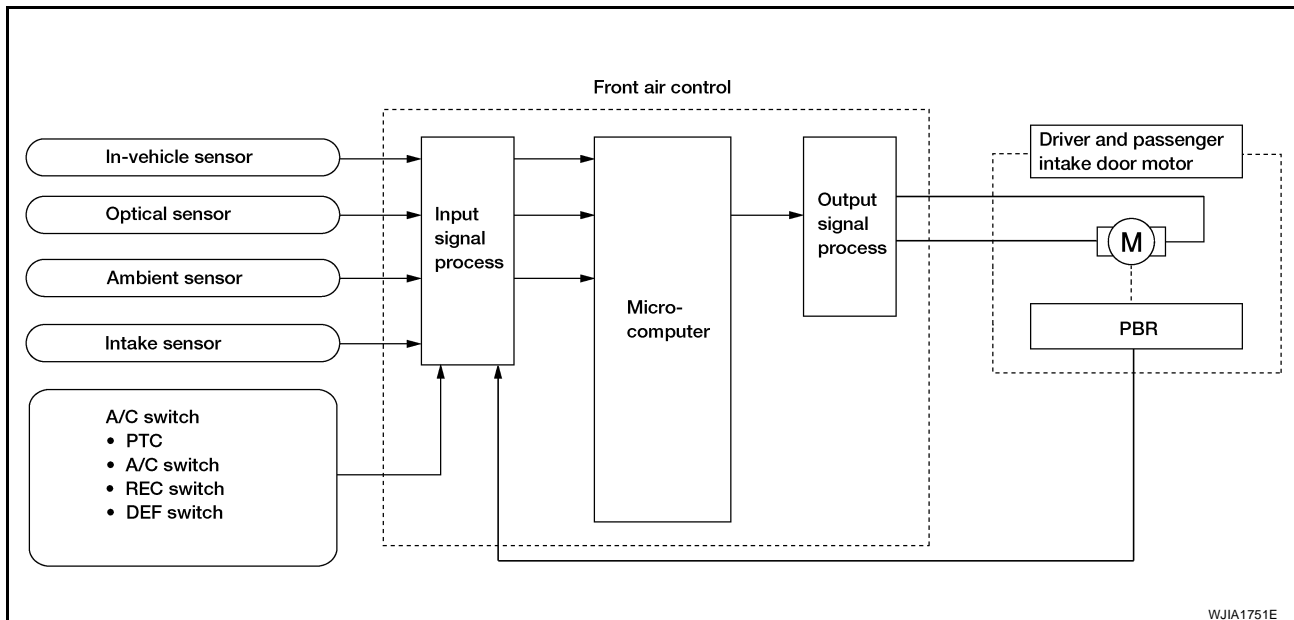 Front air control
In-vehicle sensor
Optical sensor
Ambient sensor
Intake sensor
A/C switch
• PTC
• A/C switch
• REC switch
• DEF switch
Input
signal
process
Micro-
computer
Output
signal
process
Driver and passenger
intake door motor
M
PBR
WJIA1751E